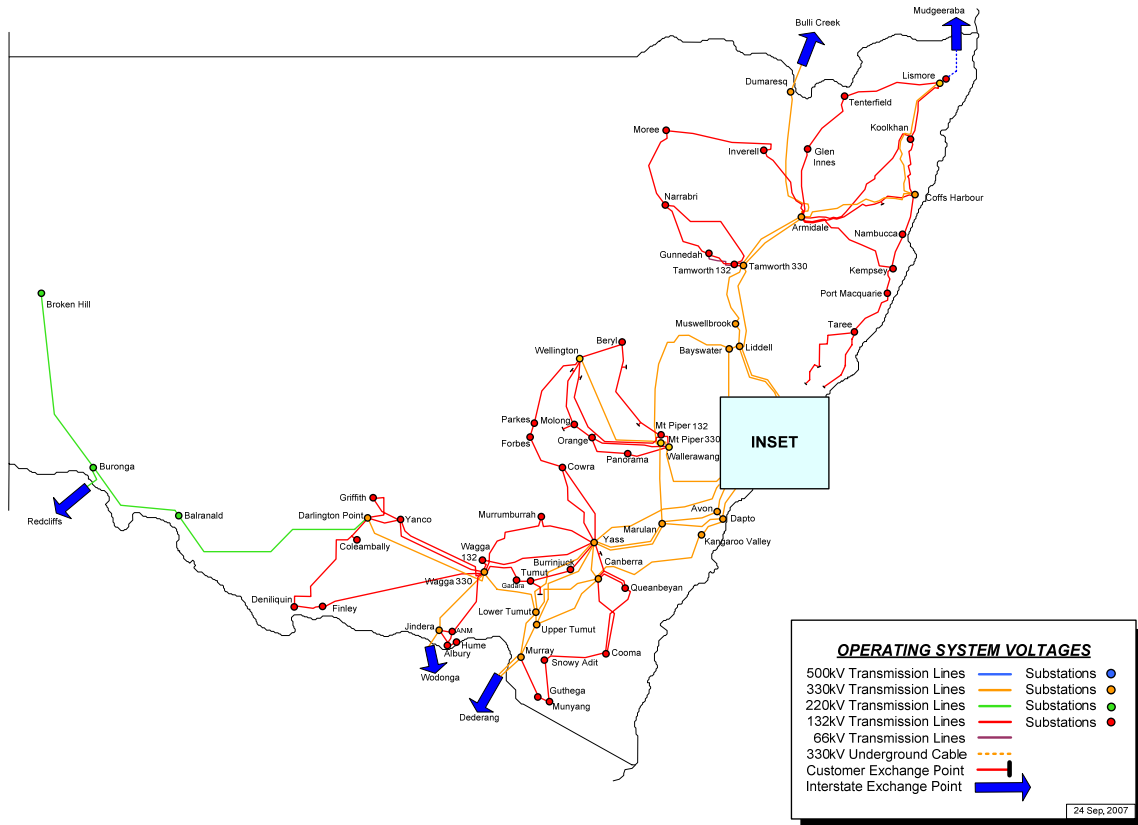 Mudgeeraba
Bulli Creek
Lismore
Dumaresq
Tenterfield
Koolkhan
Moree
Inverell
Glen
Innes
Narrabri
Coffs Harbour
Armidale
Nambucca
Gunnedah
Tamworth 132
Tamworth 330
Kempsey
Broken Hill
Port Macquarie
Muswellbrook
Taree
Beryl
Wellington
Bayswater
Liddell
Parkes
Molong
Mt Piper 132
Forbes
Orange
Mt Piper 330
INSET
Wallerawang
Panorama
Cowra
Buronga
Griffith
Redcliffs
Balranald
Darlington Point
Yanco
Murrumburrah
Avon
Marulan
Dapto
Coleambally
Yass
Kangaroo Valley
Wagga
132
Burrinjuck
Canberra
Wagga 330
Tumut
Gadara
Queanbeyan
Deniliquin
Finley
Lower Tumut
Jindera
ANM
Upper Tumut
Hume
Albury
Murray
Cooma
Snowy Adit
Wodonga
Guthega
Munyang
Dederang
OPERATING SYSTEM VOLTAGES
500kV Transmission Lines Substations
330kV Transmission Lines Substations
220kV Transmission Lines Substations
132kV Transmission Lines Substations
66kV Transmission Lines
330kV Underground Cable
Customer Exchange Point
Interstate Exchange Point
24 Sep, 2007